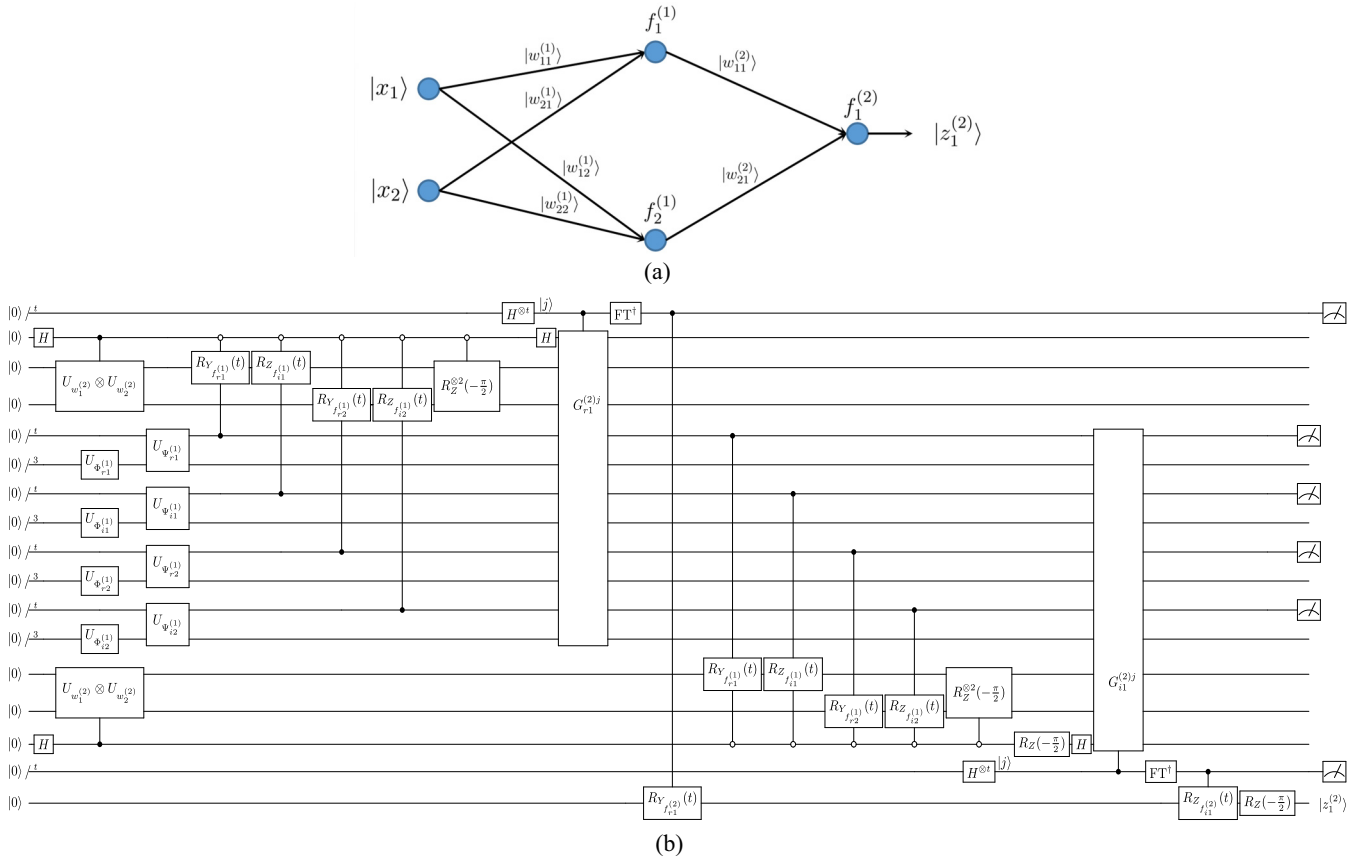 f_1^{(1)}
|w_{11}^{(1)}⟩ |w_{11}^{(2)}⟩
|x_1⟩ |w_{21}^{(1)}⟩ f_1^{(2)}
|z_1^{(2)}⟩
|w_{12}^{(1)}⟩ |w_{21}^{(2)}⟩
|x_2⟩ |w_{22}^{(1)}⟩ f_2^{(1)}
(a)
|0⟩ /^t H^{⊗t} |j⟩ FT^†
|0⟩ H H
|0⟩ U_{w_1^{(2)}} ⊗ U_{w_2^{(2)}} R_{Y_{f_{r1}^{(1)}}}(t) R_{Z_{f_{i1}^{(1)}}}(t) R_Z^{⊗2}(−π/2)
|0⟩ R_{Y_{f_{r2}^{(1)}}}(t) R_{Z_{f_{i2}^{(1)}}}(t) G_{r1}^{(2)j}
|0⟩ /^t U_{Ψ_{r1}^{(1)}}
|0⟩ /^3 U_{Φ_{r1}^{(1)}}
|0⟩ /^t U_{Ψ_{i1}^{(1)}}
|0⟩ /^3 U_{Φ_{i1}^{(1)}}
|0⟩ /^t U_{Ψ_{r2}^{(1)}}
|0⟩ /^3 U_{Φ_{r2}^{(1)}}
|0⟩ /^t U_{Ψ_{i2}^{(1)}}
|0⟩ /^3 U_{Φ_{i2}^{(1)}}
|0⟩ U_{w_1^{(2)}} ⊗ U_{w_2^{(2)}} R_{Y_{f_{r1}^{(1)}}}(t) R_{Z_{f_{i1}^{(1)}}}(t) R_Z^{⊗2}(−π/2) G_{i1}^{(2)j}
|0⟩ R_{Y_{f_{r2}^{(1)}}}(t) R_{Z_{f_{i2}^{(1)}}}(t)
|0⟩ H R_Z(−π/2) H
|0⟩ /^t H^{⊗t} |j⟩ FT^†
|0⟩ R_{Y_{f_{r1}^{(2)}}}(t) R_{Z_{f_{i1}^{(2)}}}(t) R_Z(−π/2) |z_1^{(2)}⟩
(b)